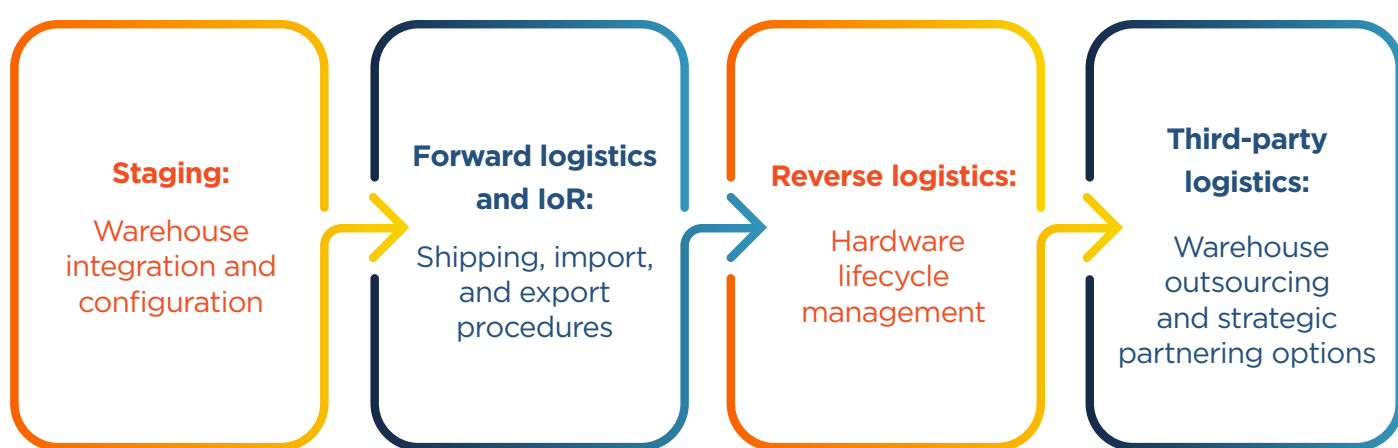 Staging:
Warehouse
integration and
configuration
Forward logistics
and IoR:
Shipping, import,
and export
procedures
Reverse logistics:
Hardware
lifecycle
management
Third-party
logistics:
Warehouse
outsourcing
and strategic
partnering options